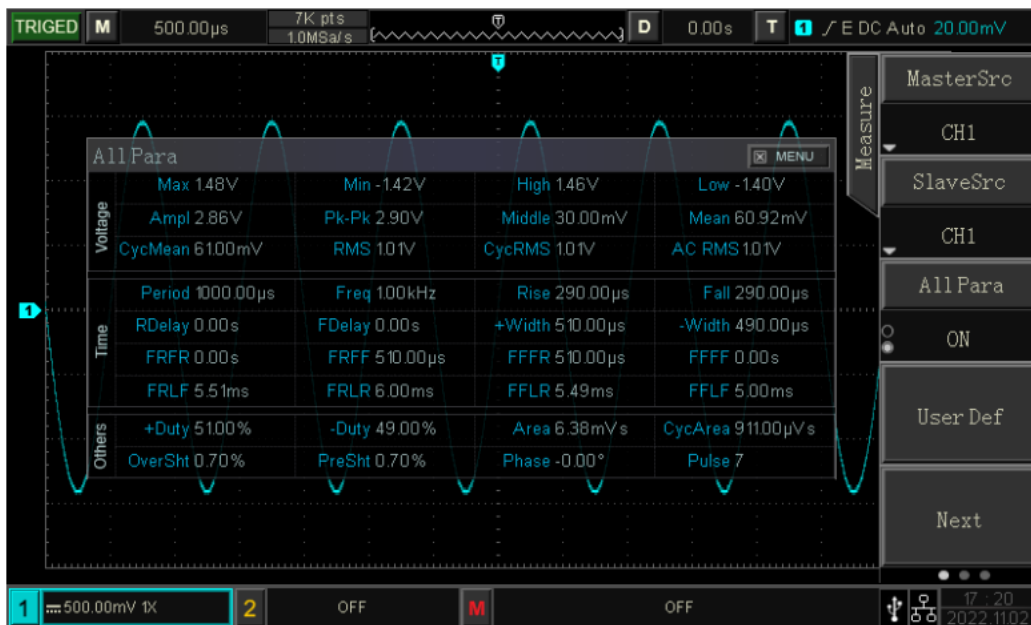 TRIGED M 500.00µs 7K pts 1.0MSa/s T D 0.00s T 1 E DC Auto 20.00mV
T
Measure
MasterSrc
CH1
SlaveSrc
CH1
All Para
ON
User Def
Next
All Para MENU
Voltage
Max 1.48V Min -1.42V High 1.46V Low -1.40V
Ampl 2.86V Pk-Pk 2.90V Middle 30.00mV Mean 60.92mV
CycMean 61.00mV RMS 1.01V CycRMS 1.01V AC RMS 1.01V
Time
Period 1000.00µs Freq 1.00kHz Rise 290.00µs Fall 290.00µs
RDelay 0.00s FDelay 0.00s +Width 510.00µs -Width 490.00µs
FRFR 0.00s FRFF 510.00µs FFFR 510.00µs FFFF 0.00s
FRLF 5.51ms FRLR 6.00ms FFLR 5.49ms FFLF 5.00ms
Others
+Duty 51.00% -Duty 49.00% Area 6.38mVs CycArea 911.00µVs
OverSht 0.70% PreSht 0.70% Phase -0.00° Pulse 7
1
1 500.00mV 1X 2 OFF M OFF
17:20
2022.11.02